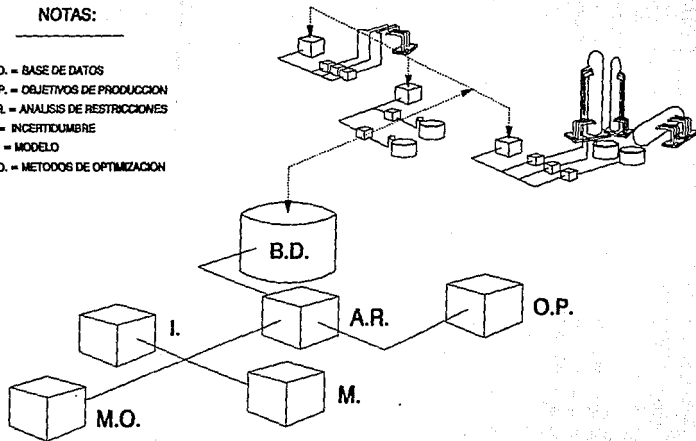 NOTAS:
D. = BASE DE DATOS
P. = OBJETIVOS DE PRODUCCION
R. = ANALISIS DE RESTRICCIONES
= INCERTIDUMBRE
= MODELO
O. = METODOS DE OPTIMIZACION
B.D.
A.R.
O.P.
I.
M.
M.O.